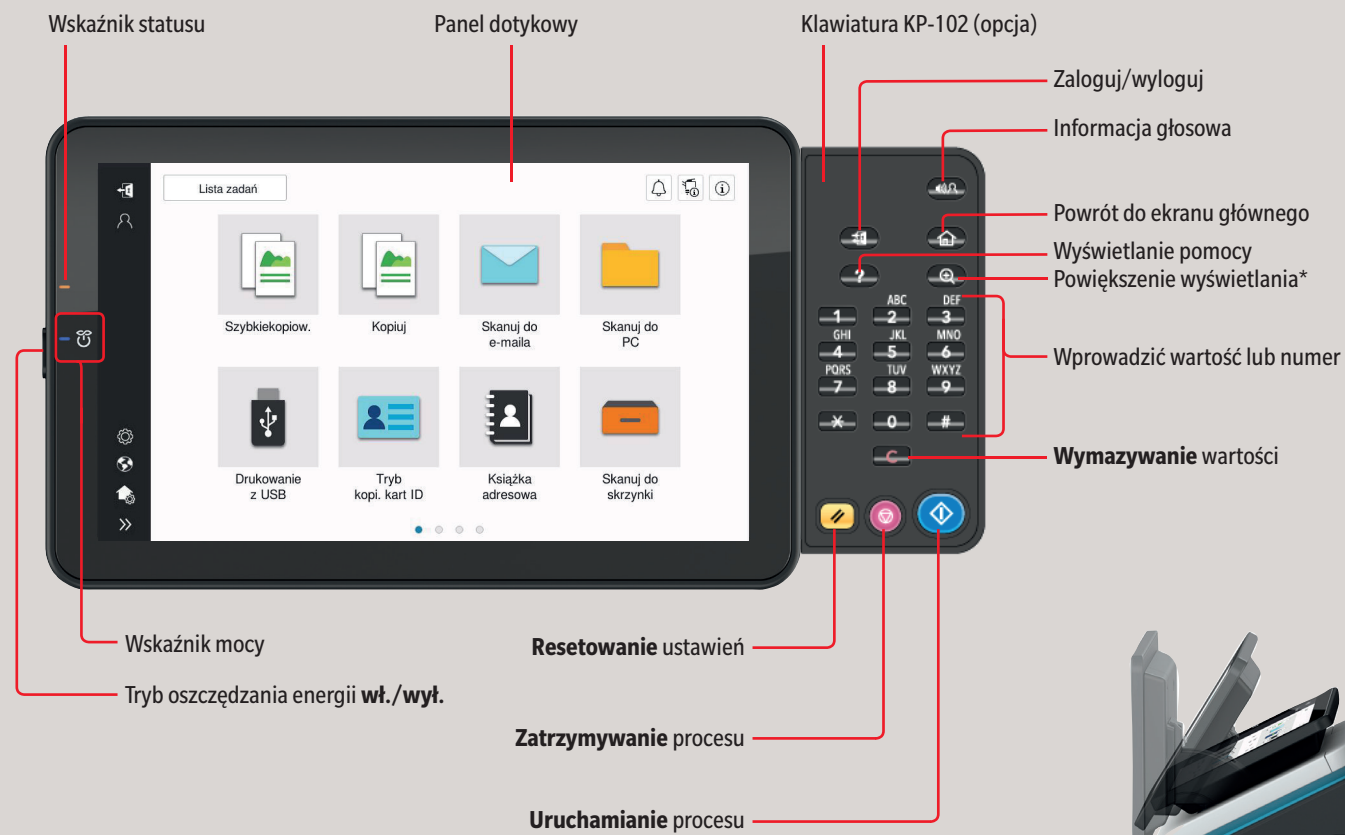 Wskaźnik statusu
Panel dotykowy
Klawiatura KP-102 (opcja)
Zaloguj/wyloguj
Informacja głosowa
Powrót do ekranu głównego
Wyświetlanie pomocy
Powiększenie wyświetlania*
Wprowadzić wartość lub numer
Wymazywanie wartości
Lista zadań
Szybkiekopiow.
Kopiuj
Skanuj do
e-maila
Skanuj do
PC
Drukowanie
z USB
Tryb
kopi. kart ID
Książka
adresowa
Skanuj do
skrzynki
?
ABC DEF
1 2 3
GHI JKL MNO
4 5 6
PQRS TUV WXYZ
7 8 9
* 0 #
C
Wskaźnik mocy
Tryb oszczędzania energii wł./wył.
Resetowanie ustawień
Zatrzymywanie procesu
Uruchamianie procesu